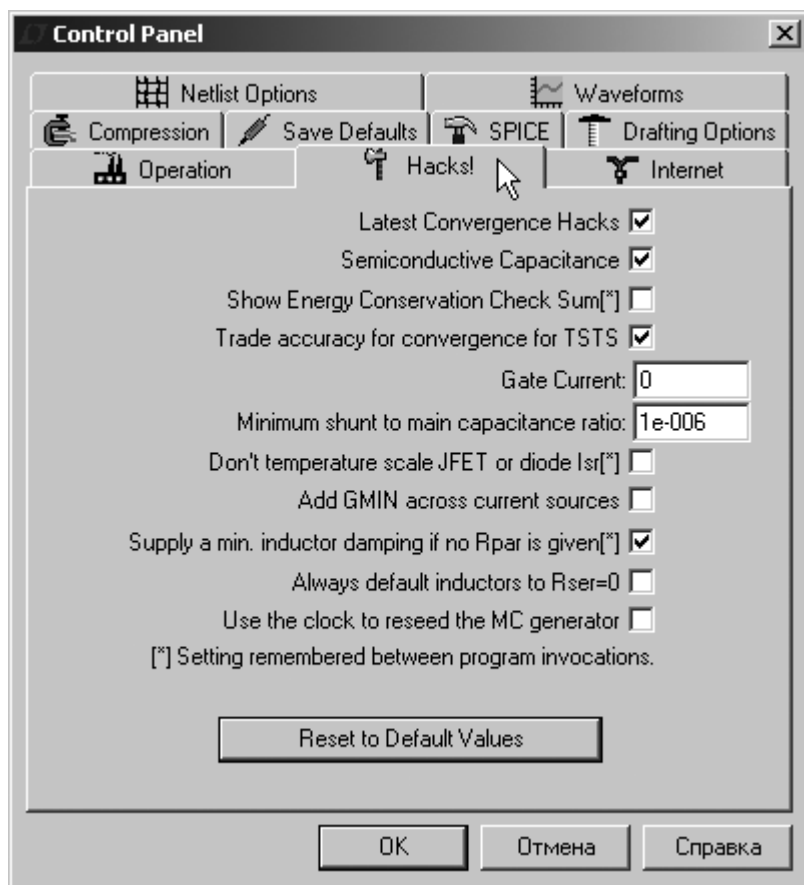 Control Panel
Netlist Options
Waveforms
Compression
Save Defaults
SPICE
Drafting Options
Operation
Hacks!
Internet
Latest Convergence Hacks
Semiconductive Capacitance
Show Energy Conservation Check Sum[*]
Trade accuracy for convergence for TSTS
Gate Current: 0
Minimum shunt to main capacitance ratio: 1e-006
Don't temperature scale JFET or diode Isr[*]
Add GMIN across current sources
Supply a min. inductor damping if no Rpar is given[*]
Always default inductors to Rser=0
Use the clock to reseed the MC generator
[*] Setting remembered between program invocations.
Reset to Default Values
OK
Отмена
Справка